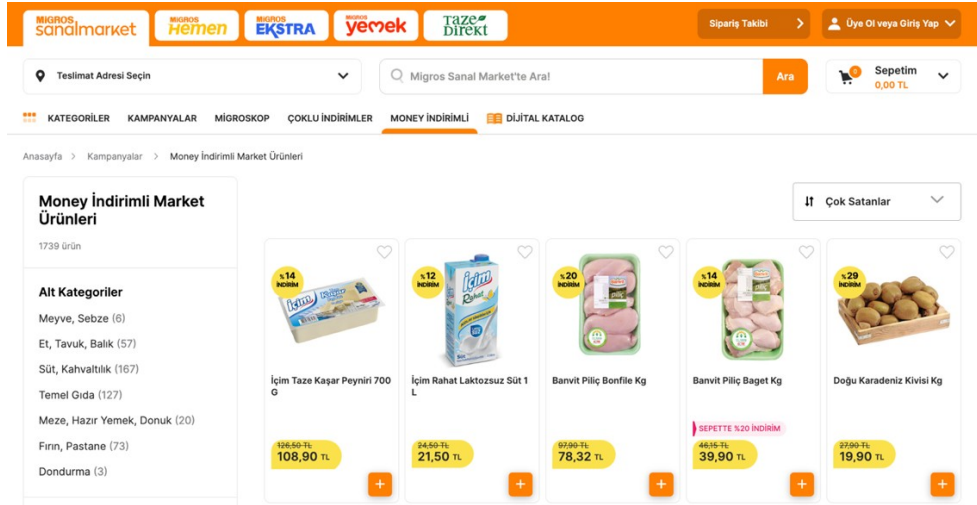 MIGROS
sanalmarket
MIGROS
Hemen
MIGROS
EKSTRA
MIGROS
yemek
TAZE
DİREKT
Sipariş Takibi
Üye Ol veya Giriş Yap
Teslimat Adresi Seçin
Migros Sanal Market'te Ara!
Ara
0
Sepetim
0,00 TL
KATEGORİLER
KAMPANYALAR
MİGROSKOP
ÇOKLU İNDİRİMLER
MONEY İNDİRİMLİ
DİJİTAL KATALOG
Anasayfa > Kampanyalar > Money İndirimli Market Ürünleri
Money İndirimli Market
Ürünleri
1739 ürün
Alt Kategoriler
Meyve, Sebze (6)
Et, Tavuk, Balık (57)
Süt, Kahvaltılık (167)
Temel Gıda (127)
Meze, Hazır Yemek, Donuk (20)
Fırın, Pastane (73)
Dondurma (3)
Çok Satanlar
%14
İNDİRİM
içim
İçim Taze Kaşar Peyniri 700
G
126,50 TL
108,90 TL
+
%12
İNDİRİM
içim
Rahat
İçim Rahat Laktozsuz Süt 1
L
24,50 TL
21,50 TL
+
%20
İNDİRİM
piliç
Banvit Piliç Bonfile Kg
97,90 TL
78,32 TL
+
%14
İNDİRİM
piliç
Banvit Piliç Baget Kg
SEPETTE %20 İNDİRİM
46,15 TL
39,90 TL
+
%29
İNDİRİM
Doğu Karadeniz Kivisi Kg
27,90 TL
19,90 TL
+